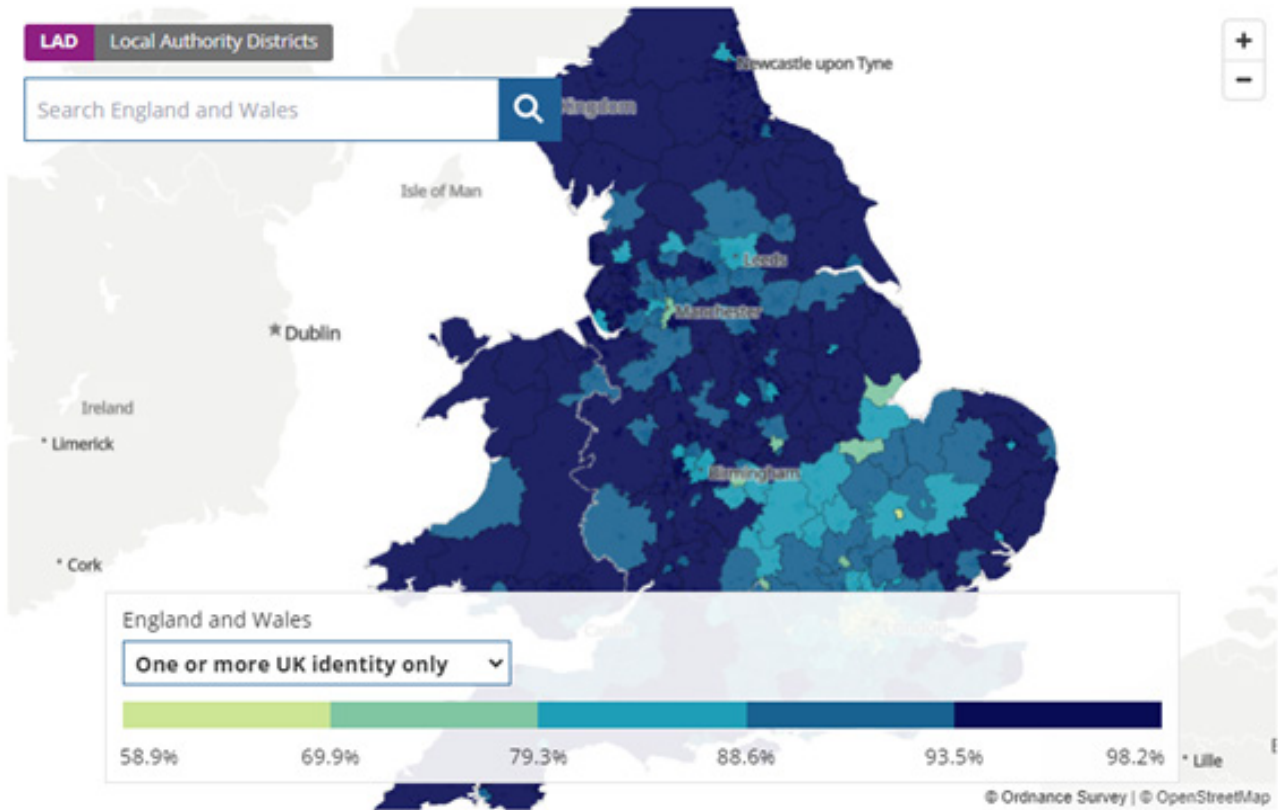 LAD Local Authority Districts
Newcastle upon Tyne
Search England and Wales
Kingdom
Isle of Man
Leeds
Manchester
Dublin
Ireland
Limerick
Birmingham
Cork
England and Wales
One or more UK identity only
58.9% 69.9% 79.3% 88.6% 93.5% 98.2%
Lille
© Ordnance Survey | © OpenStreetMap